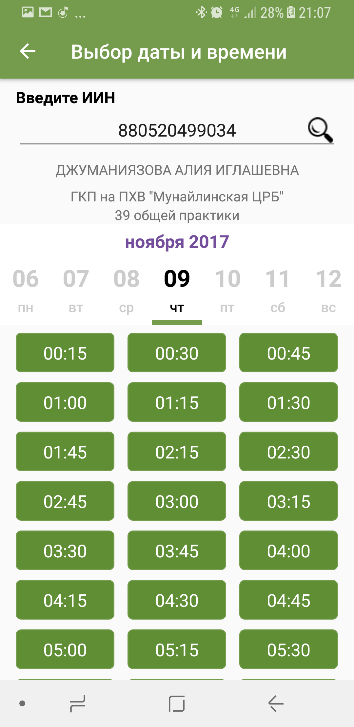 ... 4G 28% 21:07
Выбор даты и времени
Введите ИИН
880520499034
ДЖУМАНИЯЗОВА АЛИЯ ИГЛАШЕВНА
ГКП на ПХВ "Мунайлинская ЦРБ"
39 общей практики
ноября 2017
06 07 08 09 10 11 12
пн вт ср чт пт сб вс
00:15 00:30 00:45
01:00 01:15 01:30
01:45 02:15 02:30
02:45 03:00 03:15
03:30 03:45 04:00
04:15 04:30 04:45
05:00 05:15 05:30